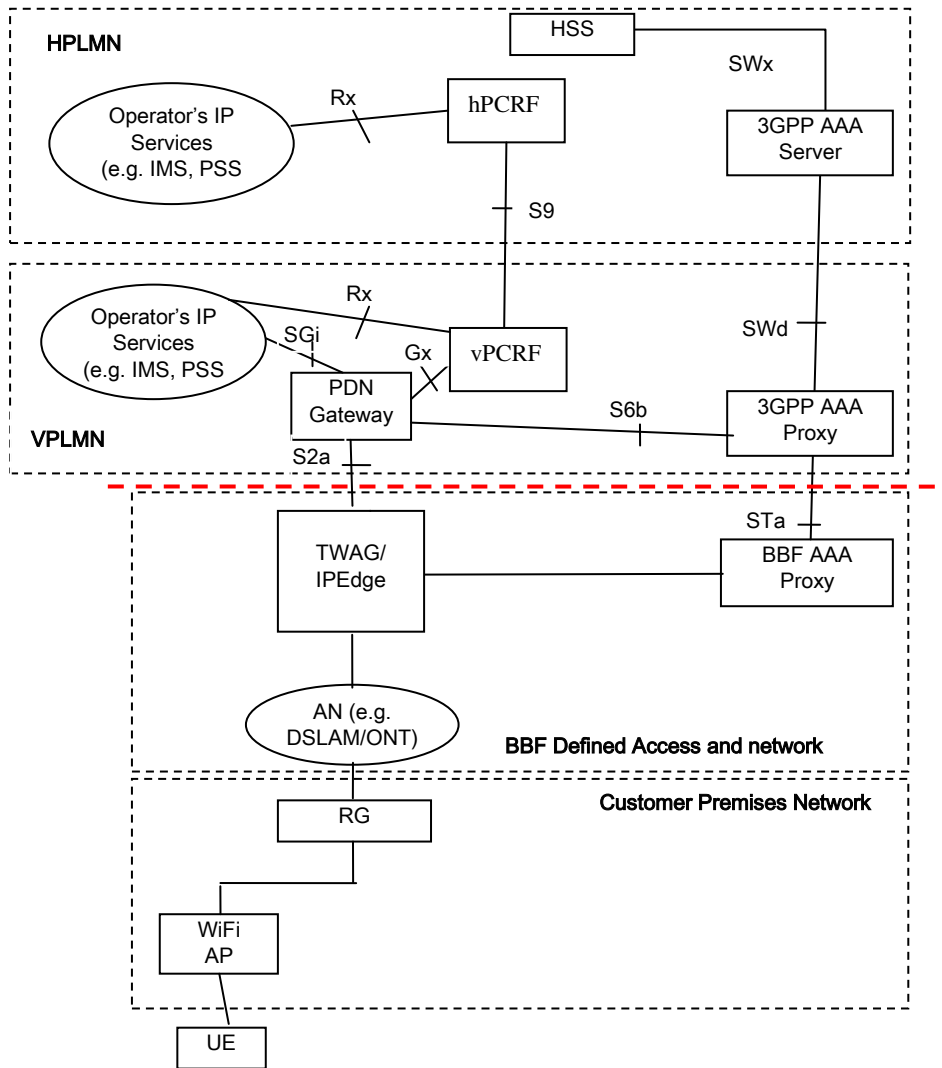 HPLMN
HSS
SWx
Operator's IP
Services
(e.g. IMS, PSS
Rx
hPCRF
3GPP AAA
Server
S9
Operator's IP
Services
(e.g. IMS, PSS
Rx
SGi
Gx
vPCRF
SWd
PDN
Gateway
S6b
3GPP AAA
Proxy
VPLMN
S2a
STa
TWAG/
IPEdge
BBF AAA
Proxy
AN (e.g.
DSLAM/ONT)
BBF Defined Access and network
Customer Premises Network
RG
WiFi
AP
UE